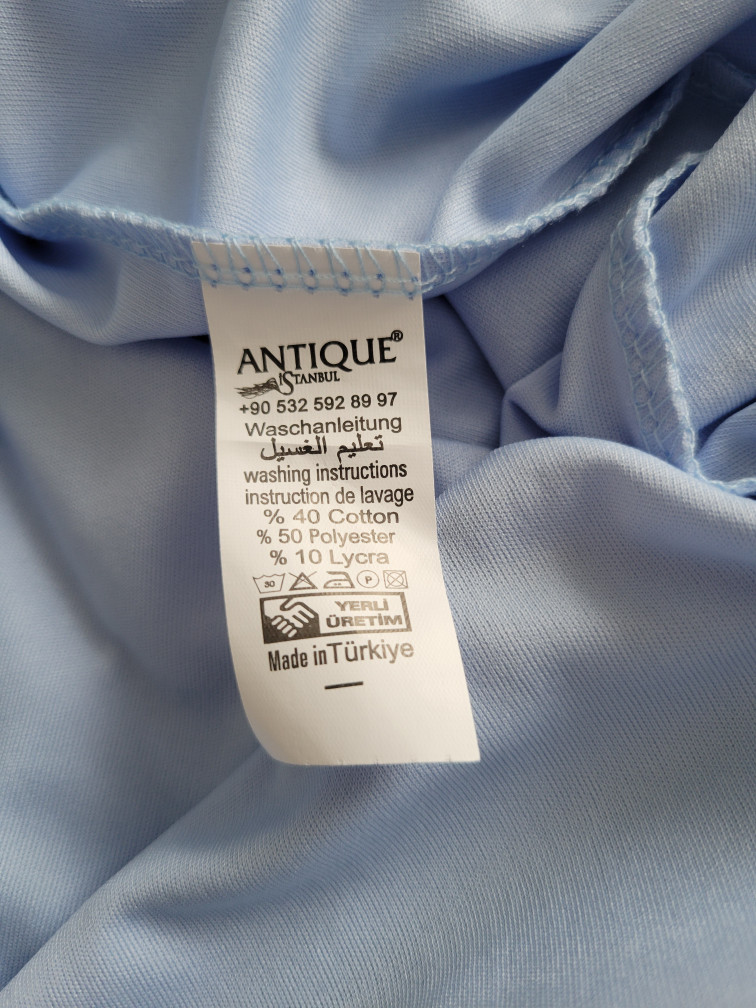 ANTIQUE®
ISTANBUL
+90 532 592 89 97
Waschanleitung
تعليم الغسيل
washing instructions
instruction de lavage
% 40 Cotton
% 50 Polyester
% 10 Lycra
30 P
YERLİ
ÜRETİM
Made in Türkiye